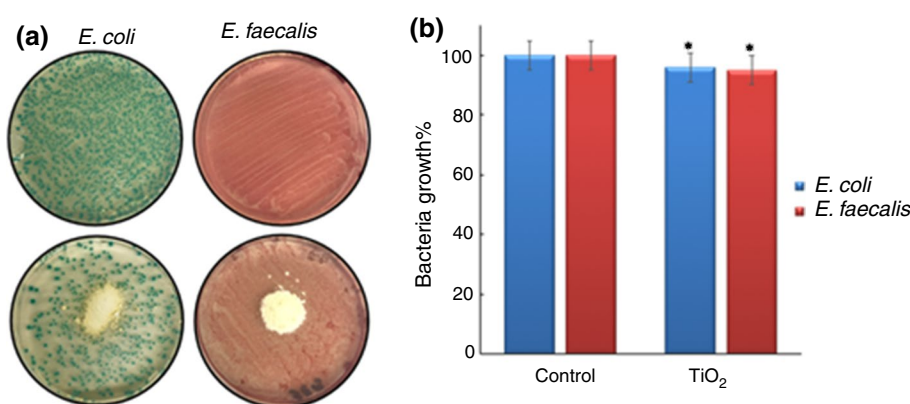 (a)
E. coli
E. faecalis
(b)
Bacteria growth%
100
80
60
40
20
0
*
*
Control
TiO₂
E. coli
E. faecalis